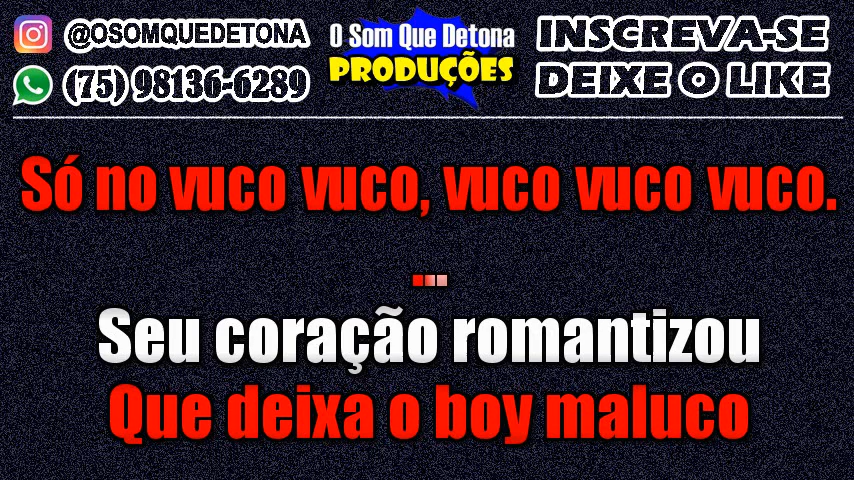 @OSOMQUEDETONA
(75) 98136-6289
O Som Que Detona
PRODUÇÕES
INSCREVA-SE
DEIXE O LIKE
Só no vuco vuco, vuco vuco vuco.
...
Seu coração romantizou
Que deixa o boy maluco